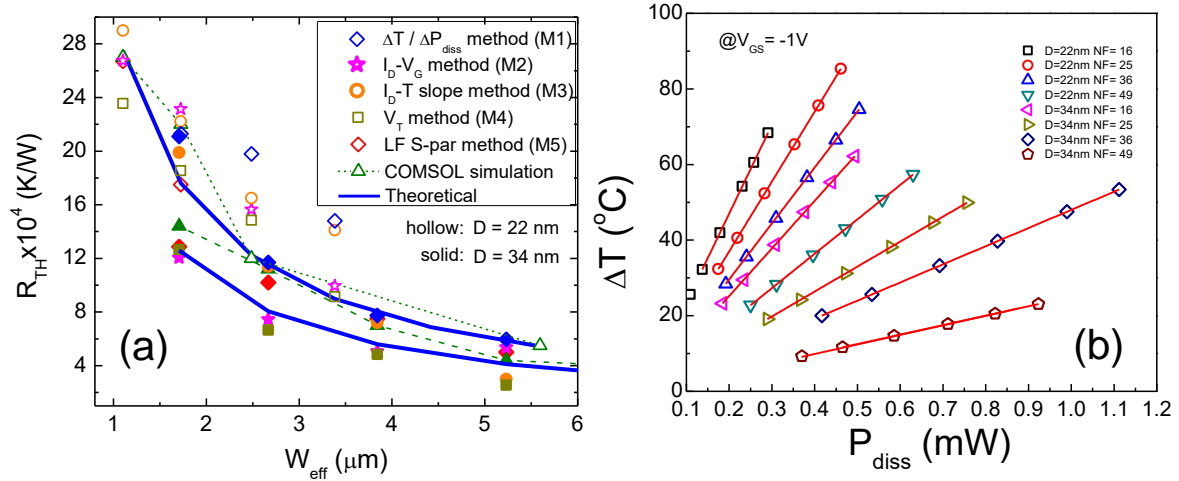 28
24
20
16
12
8
4
R_TH x10^4 (K/W)
1 2 3 4 5 6
W_eff (μm)
(a)
ΔT / ΔP_diss method (M1)
I_D-V_G method (M2)
I_D-T slope method (M3)
V_T method (M4)
LF S-par method (M5)
COMSOL simulation
Theoretical
hollow: D = 22 nm
solid: D = 34 nm
100
80
60
40
20
0
ΔT (°C)
0.1 0.2 0.3 0.4 0.5 0.6 0.7 0.8 0.9 1.0 1.1 1.2
P_diss (mW)
@V_GS = -1V
D=22nm NF= 16
D=22nm NF= 25
D=22nm NF= 36
D=22nm NF= 49
D=34nm NF= 16
D=34nm NF= 25
D=34nm NF= 36
D=34nm NF= 49
(b)